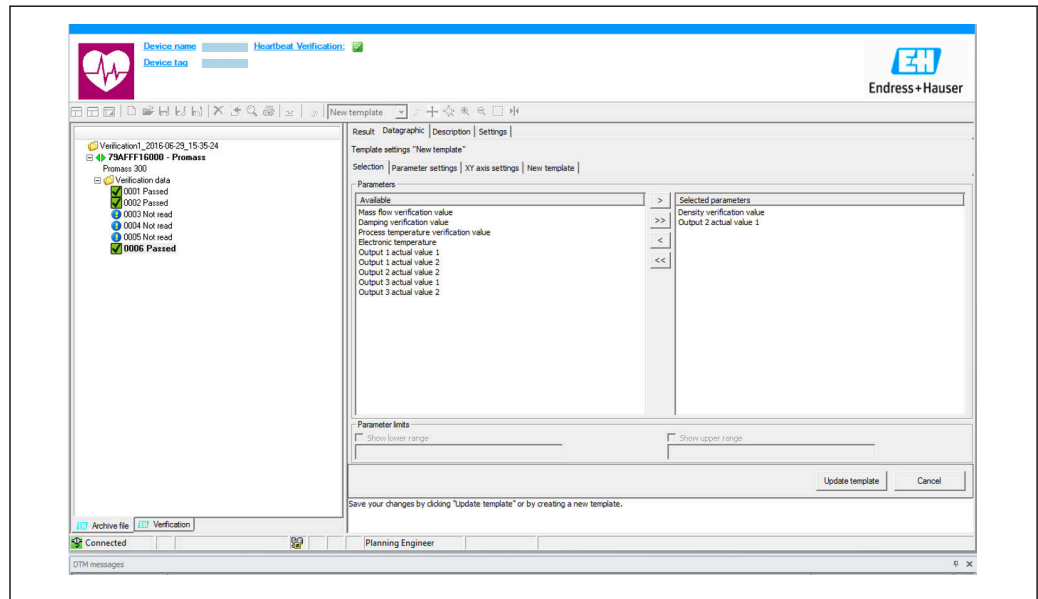 Device name Heartbeat Verification:
Device tag
Endress+Hauser
New template
Result Datagraphic Description Settings
Verification1_2016-06-29_15-35-24
79AFFF16000 - Promass
Promass 300
Verification data
0001 Passed
0002 Passed
0003 Not read
0004 Not read
0005 Not read
0006 Passed
Template settings "New template"
Selection Parameter settings XY axis settings New template
Parameters
Available
Mass flow verification value
Damping verification value
Process temperature verification value
Electronic temperature
Output 1 actual value 1
Output 1 actual value 2
Output 2 actual value 2
Output 3 actual value 1
Output 3 actual value 2
>
>>
<
<<
Selected parameters
Density verification value
Output 2 actual value 1
Parameter limits
Show lower range Show upper range
Update template Cancel
Save your changes by clicking "Update template" or by creating a new template.
Archive file Verification
Connected Planning Engineer
DTM messages